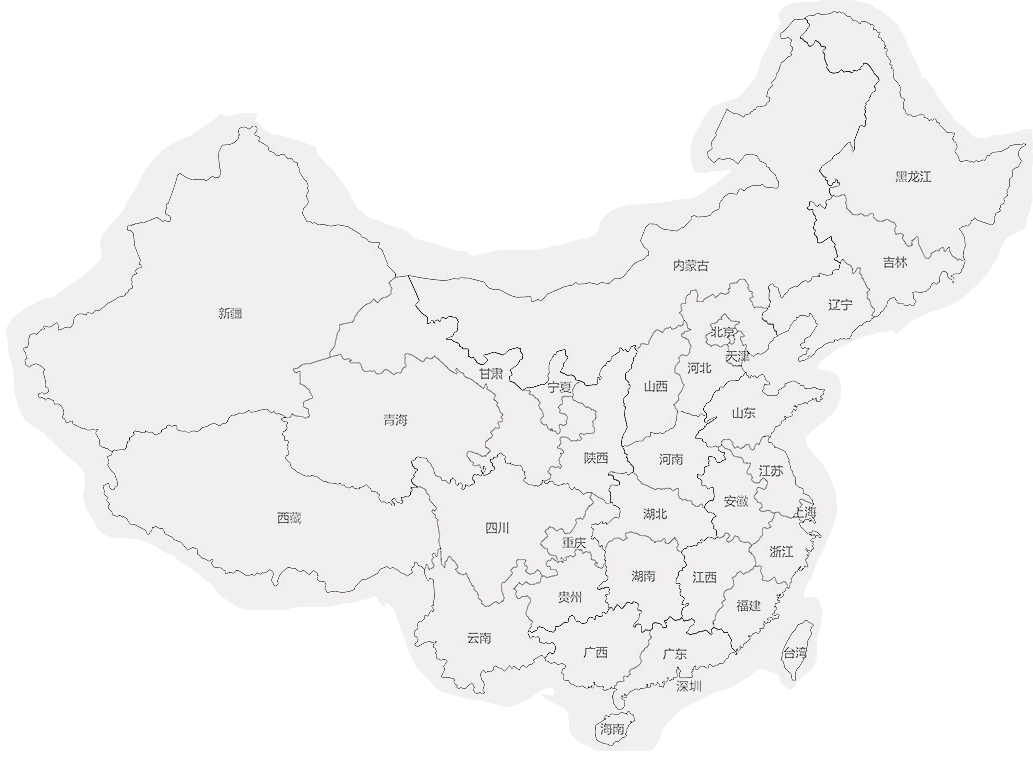 黑龙江
吉林
内蒙古
辽宁
新疆
北京
天津
河北
甘肃
宁夏
山西
山东
青海
陕西
河南
江苏
安徽
上海
湖北
西藏
四川
重庆
浙江
湖南
江西
贵州
福建
云南
广西
广东
台湾
深圳
海南